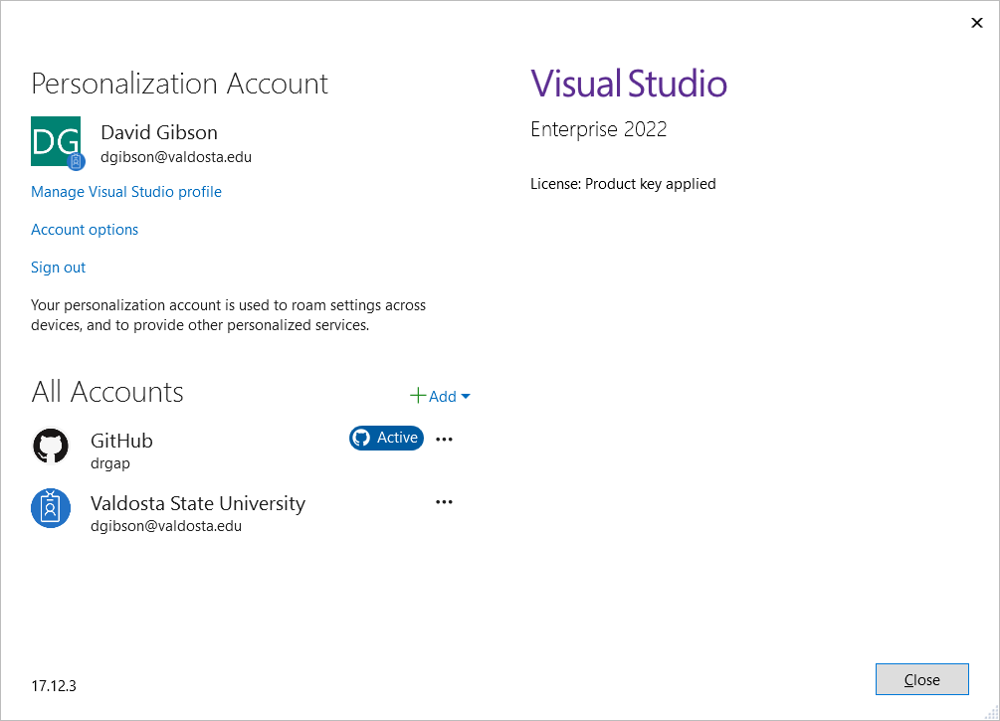 Personalization Account
DG
David Gibson
dgibson@valdosta.edu
Manage Visual Studio profile
Account options
Sign out
Your personalization account is used to roam settings across
devices, and to provide other personalized services.
All Accounts
Add
GitHub
Active
drgap
Valdosta State University
dgibson@valdosta.edu
17.12.3
Visual Studio
Enterprise 2022
License: Product key applied
Close